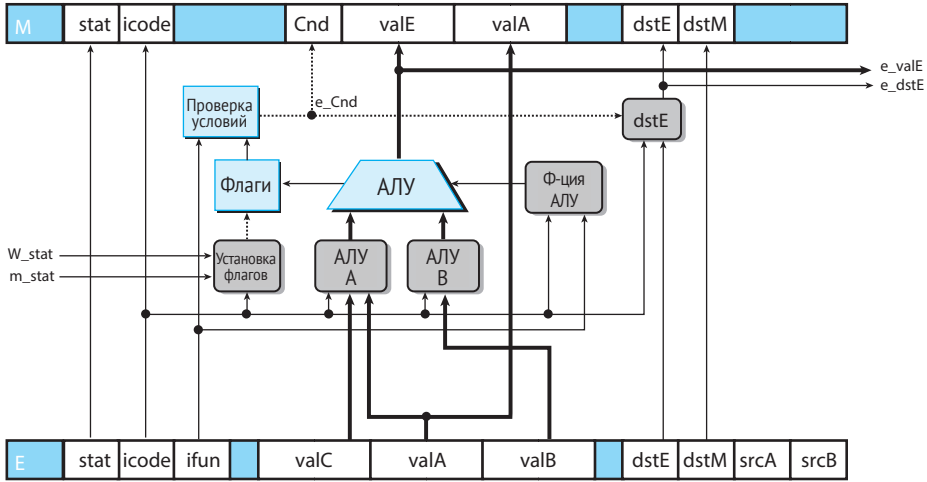 M stat icode Cnd valE valA dstE dstM
e_valE
e_dstE
Проверка
условий
e_Cnd
dstE
Флаги
АЛУ
Ф-ция
АЛУ
W_stat
m_stat
Установка
флагов
АЛУ
A
АЛУ
B
E stat icode ifun valC valA valB dstE dstM srcA srcB